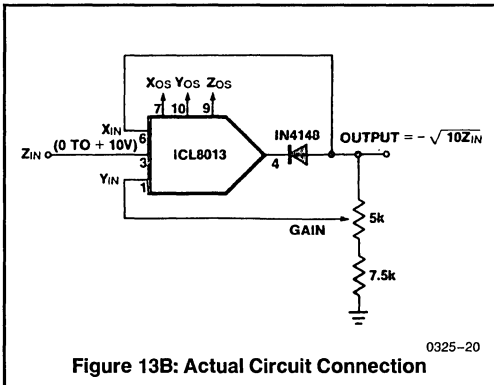 XOS YOS ZOS
7 10 9
XIN
6
IN4148
OUTPUT = - √10ZIN
ZIN (0 TO + 10V)
3
ICL8013
4
YIN
1
GAIN
5k
7.5k
0325-20
Figure 13B: Actual Circuit Connection